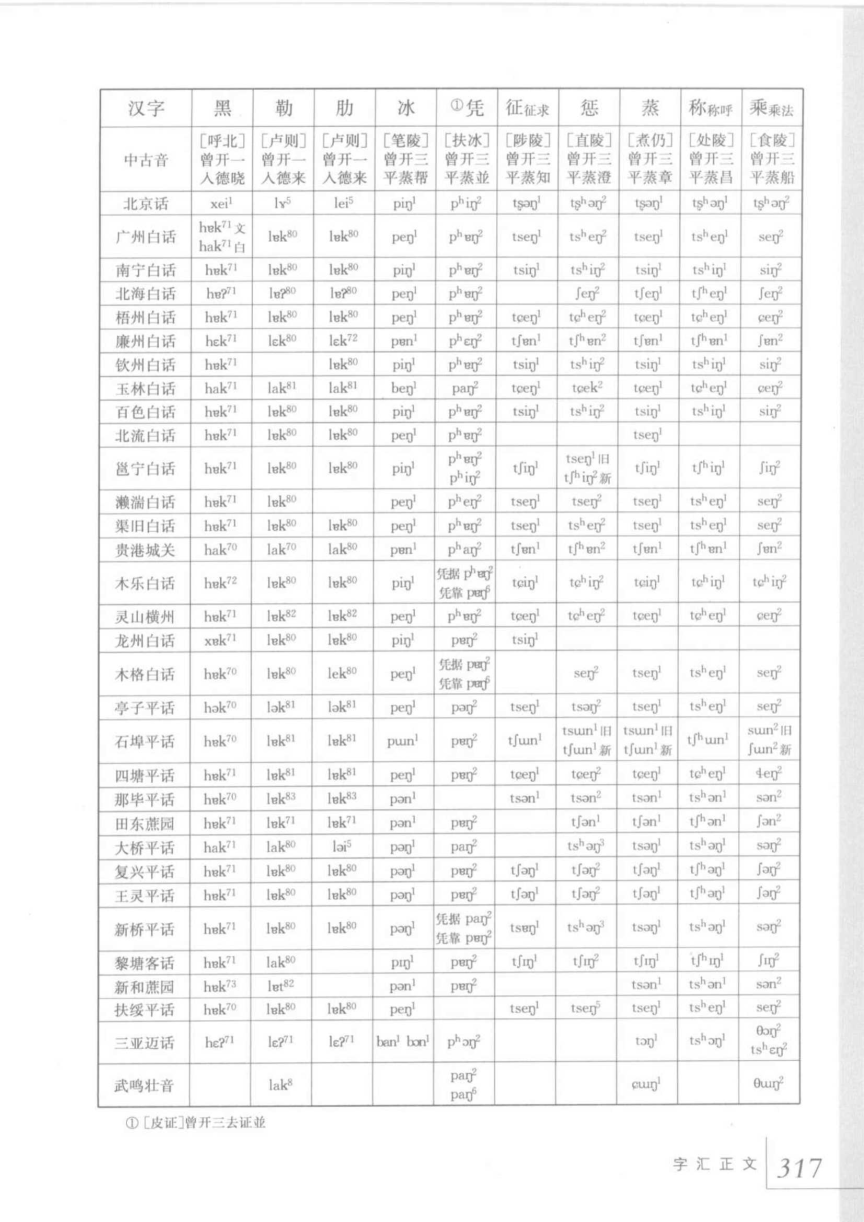 汉字 黑 勒 肋 冰 ①凭 征征求 惩 蒸 称称呼 乘乘法
中古音 [呼北]曾开一入德晓 [卢则]曾开一入德来 [卢则]曾开一入德来 [笔陵]曾开三平蒸帮 [扶冰]曾开三平蒸並 [陟陵]曾开三平蒸知 [直陵]曾开三平蒸澄 [煮仍]曾开三平蒸章 [处陵]曾开三平蒸昌 [食陵]曾开三平蒸船
北京话 xei¹ lɤ⁵ lei⁵ piŋ¹ pʰiŋ² tʂəŋ¹ tʂʰəŋ² tʂəŋ¹ tʂʰəŋ¹ tʂʰəŋ²
广州白话 hɐk⁷¹文 hak⁷¹白 lɐk⁸⁰ lɐk⁸⁰ peŋ¹ pʰɐŋ² tseŋ¹ tsʰeŋ² tseŋ¹ tsʰeŋ¹ seŋ²
南宁白话 hɐk⁷¹ lɐk⁸⁰ lɐk⁸⁰ piŋ¹ pʰɐŋ² tsiŋ¹ tsʰiŋ² tsiŋ¹ tsʰiŋ¹ siŋ²
北海白话 hɐʔ⁷¹ lɐʔ⁸⁰ lɐʔ⁸⁰ peŋ¹ pʰɐŋ² ʃeŋ² tʃeŋ¹ tʃʰeŋ¹ ʃeŋ²
梧州白话 hɐk⁷¹ lɐk⁸⁰ lɐk⁸⁰ peŋ¹ pʰɐŋ² tɕeŋ¹ tɕʰeŋ² tɕeŋ¹ tɕʰeŋ¹ ɕeŋ²
廉州白话 hɛk⁷¹ lɛk⁸⁰ lɛk⁷² pɐn¹ pʰɛŋ² tʃɐn¹ tʃʰɐn² tʃɐn¹ tʃʰɐn¹ ʃɐn²
钦州白话 hɐk⁷¹ lɐk⁸⁰ piŋ¹ pʰɐŋ² tsiŋ¹ tsʰiŋ² tsiŋ¹ tsʰiŋ¹ siŋ²
玉林白话 hak⁷¹ lak⁸¹ lak⁸¹ beŋ¹ paŋ² tɕeŋ¹ tɕek² tɕeŋ¹ tɕʰeŋ¹ ɕeŋ²
百色白话 hɐk⁷¹ lɐk⁸⁰ lɐk⁸⁰ piŋ¹ pʰɐŋ² tsiŋ¹ tsʰiŋ² tsiŋ¹ tsʰiŋ¹ siŋ²
北流白话 hɐk⁷¹ lɐk⁸⁰ lɐk⁸⁰ peŋ¹ pʰɐŋ² tseŋ¹
邕宁白话 hɐk⁷¹ lɐk⁸⁰ lɐk⁸⁰ piŋ¹ pʰɐŋ² pʰiŋ² tʃiŋ¹ tseŋ¹旧 tʃʰiŋ²新 tʃiŋ¹ tʃʰiŋ¹ ʃiŋ²
濑湍白话 hɐk⁷¹ lɐk⁸⁰ peŋ¹ pʰeŋ² tseŋ¹ tseŋ² tseŋ¹ tsʰeŋ¹ seŋ²
渠旧白话 hɐk⁷¹ lɐk⁸⁰ lɐk⁸⁰ peŋ¹ pʰɐŋ² tseŋ¹ tsʰeŋ² tseŋ¹ tsʰeŋ¹ seŋ²
贵港城关 hak⁷⁰ lak⁷⁰ lak⁸⁰ pɐn¹ pʰaŋ² tʃɐn¹ tʃʰɐn² tʃɐn¹ tʃʰɐn¹ ʃɐn²
木乐白话 hɐk⁷² lɐk⁸⁰ lɐk⁸⁰ piŋ¹ 凭据 pʰɐŋ² 凭靠 pɐŋ⁶ tɕiŋ¹ tɕʰiŋ² tɕiŋ¹ tɕʰiŋ¹ tɕʰiŋ²
灵山横州 hɐk⁷¹ lɐk⁸² lɐk⁸² peŋ¹ pʰɐŋ² tɕeŋ¹ tɕʰeŋ² tɕeŋ¹ tɕʰeŋ¹ ɕeŋ²
龙州白话 xɐk⁷¹ lɐk⁸⁰ lɐk⁸⁰ piŋ¹ pɐŋ² tsiŋ¹
木格白话 hɐk⁷⁰ lɐk⁸⁰ lek⁸⁰ peŋ¹ 凭据 pɐŋ² 凭靠 pɐŋ⁶ seŋ² tseŋ¹ tsʰeŋ¹ seŋ²
亭子平话 hək⁷⁰ lək⁸¹ lək⁸¹ peŋ¹ pəŋ² tseŋ¹ tsəŋ² tseŋ¹ tsʰeŋ¹ seŋ²
石埠平话 hɐk⁷⁰ lɐk⁸¹ lɐk⁸¹ pɯn¹ pɐŋ² tʃɯn¹ tsɯn¹旧 tʃɯn¹新 tsɯn¹旧 tʃɯn¹新 tʃʰɯn¹ sɯn²旧 ʃɯn²新
四塘平话 hɐk⁷¹ lɐk⁸¹ lɐk⁸¹ peŋ¹ pɐŋ² tɕeŋ¹ tɕeŋ² tɕeŋ¹ tɕʰeŋ¹ ɬeŋ²
那毕平话 hɐk⁷⁰ lɐk⁸³ lɐk⁸³ pən¹ tsən¹ tsən² tsən¹ tsʰən¹ sən²
田东蔗园 hɐk⁷¹ lɐk⁷¹ lɐk⁷¹ pən¹ pɐŋ² tʃən¹ tʃən¹ tʃʰən¹ ʃən²
大桥平话 hak⁷¹ lak⁸⁰ ləi⁵ pəŋ¹ paŋ² tsʰəŋ³ tsəŋ¹ tsʰəŋ¹ səŋ²
复兴平话 hɐk⁷¹ lɐk⁸⁰ lɐk⁸⁰ pəŋ¹ pɐŋ² tʃəŋ¹ tʃəŋ² tʃəŋ¹ tʃʰəŋ¹ ʃəŋ²
王灵平话 hɐk⁷¹ lɐk⁸⁰ lɐk⁸⁰ pəŋ¹ pɐŋ² tʃəŋ¹ tʃəŋ² tʃəŋ¹ tʃʰəŋ¹ ʃəŋ²
新桥平话 hɐk⁷¹ lɐk⁸⁰ lɐk⁸⁰ pəŋ¹ 凭据 paŋ² 凭靠 pɐŋ² tsɐŋ¹ tsʰəŋ³ tsəŋ¹ tsʰəŋ¹ səŋ²
黎塘客话 hɐk⁷¹ lak⁸⁰ pɪŋ¹ pɐŋ² tʃɪŋ¹ tʃɪŋ² tʃɪŋ¹ tʃʰɪŋ¹ ʃɪŋ²
新和蔗园 hɐk⁷³ lɐt⁸² pən¹ pɐŋ² tsən¹ tsʰən¹ sən²
扶绥平话 hɐk⁷⁰ lɐk⁸⁰ lɐk⁸⁰ peŋ¹ tseŋ¹ tseŋ⁵ tseŋ¹ tsʰeŋ¹ seŋ²
三亚迈话 hɛʔ⁷¹ lɛʔ⁷¹ lɛʔ⁷¹ ban¹ bɔn¹ pʰɔŋ² tɔŋ¹ tsʰɔŋ¹ θɔŋ² tsʰɛŋ²
武鸣壮音 lak⁸ paŋ² paŋ⁶ ɕɯŋ¹ θɯŋ²
①[皮证]曾开三去证並
字汇正文 317